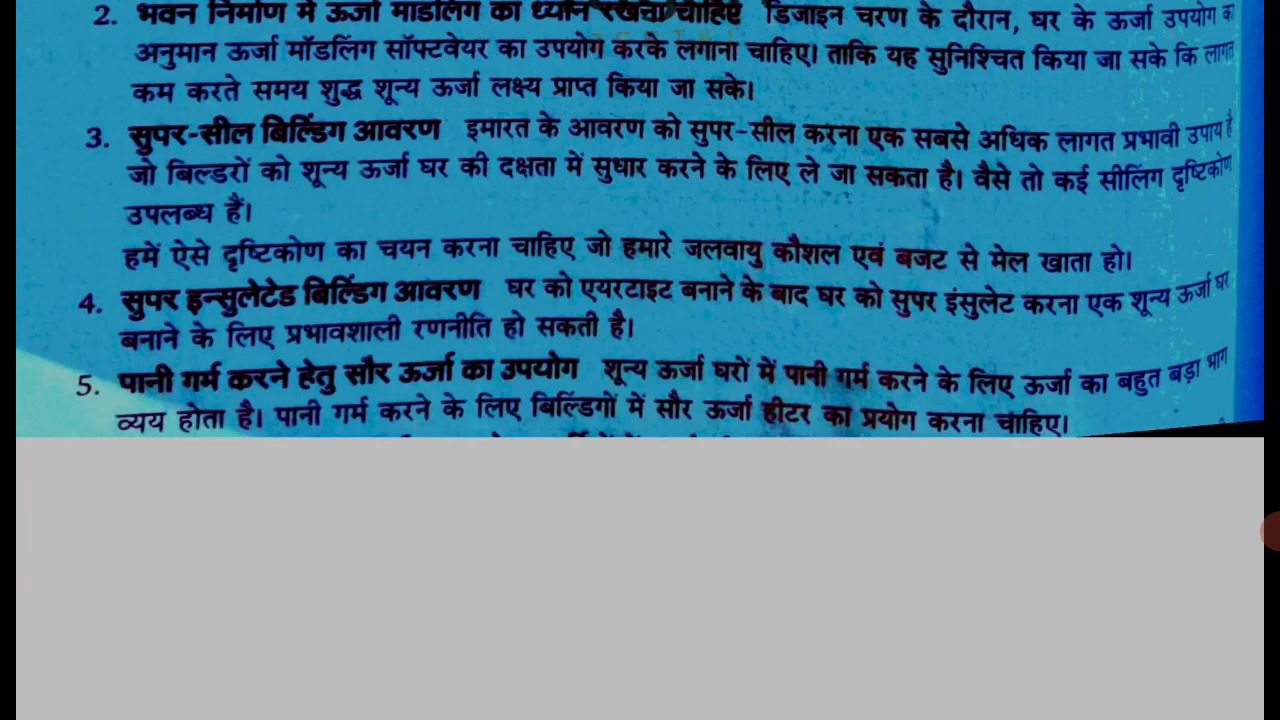 2. भवन निर्माण में ऊर्जा मॉडलिंग का ध्यान रखना चाहिए डिजाइन चरण के दौरान, घर के ऊर्जा उपयोग का
अनुमान ऊर्जा मॉडलिंग सॉफ्टवेयर का उपयोग करके लगाना चाहिए। ताकि यह सुनिश्चित किया जा सके कि लागत
कम करते समय शुद्ध शून्य ऊर्जा लक्ष्य प्राप्त किया जा सके।
3. सुपर-सील बिल्डिंग आवरण इमारत के आवरण को सुपर-सील करना एक सबसे अधिक लागत प्रभावी उपाय है
जो बिल्डरों को शून्य ऊर्जा घर की दक्षता में सुधार करने के लिए ले जा सकता है। वैसे तो कई सीलिंग दृष्टिकोण
उपलब्ध हैं।
हमें ऐसे दृष्टिकोण का चयन करना चाहिए जो हमारे जलवायु कौशल एवं बजट से मेल खाता हो।
4. सुपर इन्सुलेटेड बिल्डिंग आवरण घर को एयरटाइट बनाने के बाद घर को सुपर इंसुलेट करना एक शून्य ऊर्जा घर
बनाने के लिए प्रभावशाली रणनीति हो सकती है।
5. पानी गर्म करने हेतु सौर ऊर्जा का उपयोग शून्य ऊर्जा घरों में पानी गर्म करने के लिए ऊर्जा का बहुत बड़ा भाग
व्यय होता है। पानी गर्म करने के लिए बिल्डिंगों में सौर ऊर्जा हीटर का प्रयोग करना चाहिए।